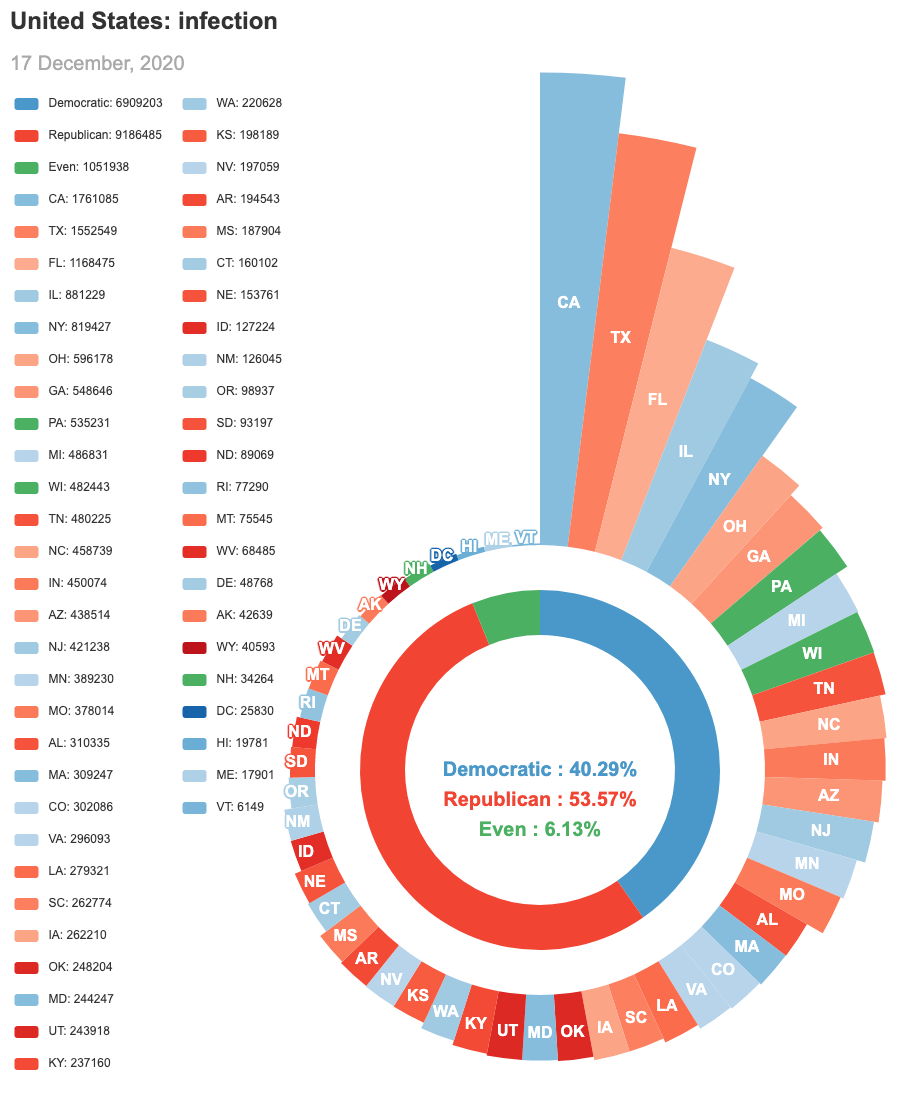 United States: infection
17 December, 2020
Democratic: 6909203
Republican: 9186485
Even: 1051938
CA: 1761085
TX: 1552549
FL: 1168475
IL: 881229
NY: 819427
OH: 596178
GA: 548646
PA: 535231
MI: 486831
WI: 482443
TN: 480225
NC: 458739
IN: 450074
AZ: 438514
NJ: 421238
MN: 389230
MO: 378014
AL: 310335
MA: 309247
CO: 302086
VA: 296093
LA: 279321
SC: 262774
IA: 262210
OK: 248204
MD: 244247
UT: 243918
KY: 237160
WA: 220628
KS: 198189
NV: 197059
AR: 194543
MS: 187904
CT: 160102
NE: 153761
ID: 127224
NM: 126045
OR: 98937
SD: 93197
ND: 89069
RI: 77290
MT: 75545
WV: 68485
DE: 48768
AK: 42639
WY: 40593
NH: 34264
DC: 25830
HI: 19781
ME: 17901
VT: 6149
CA
TX
FL
IL
NY
OH
GA
PA
MI
WI
TN
NC
IN
AZ
NJ
MN
MO
AL
MA
CO
VA
LA
SC
IA
OK
MD
UT
KY
WA
KS
NV
AR
MS
CT
NE
ID
NM
OR
SD
ND
RI
MT
WV
DE
AK
WY
NH
DC
HI
ME
VT
Democratic : 40.29%
Republican : 53.57%
Even : 6.13%